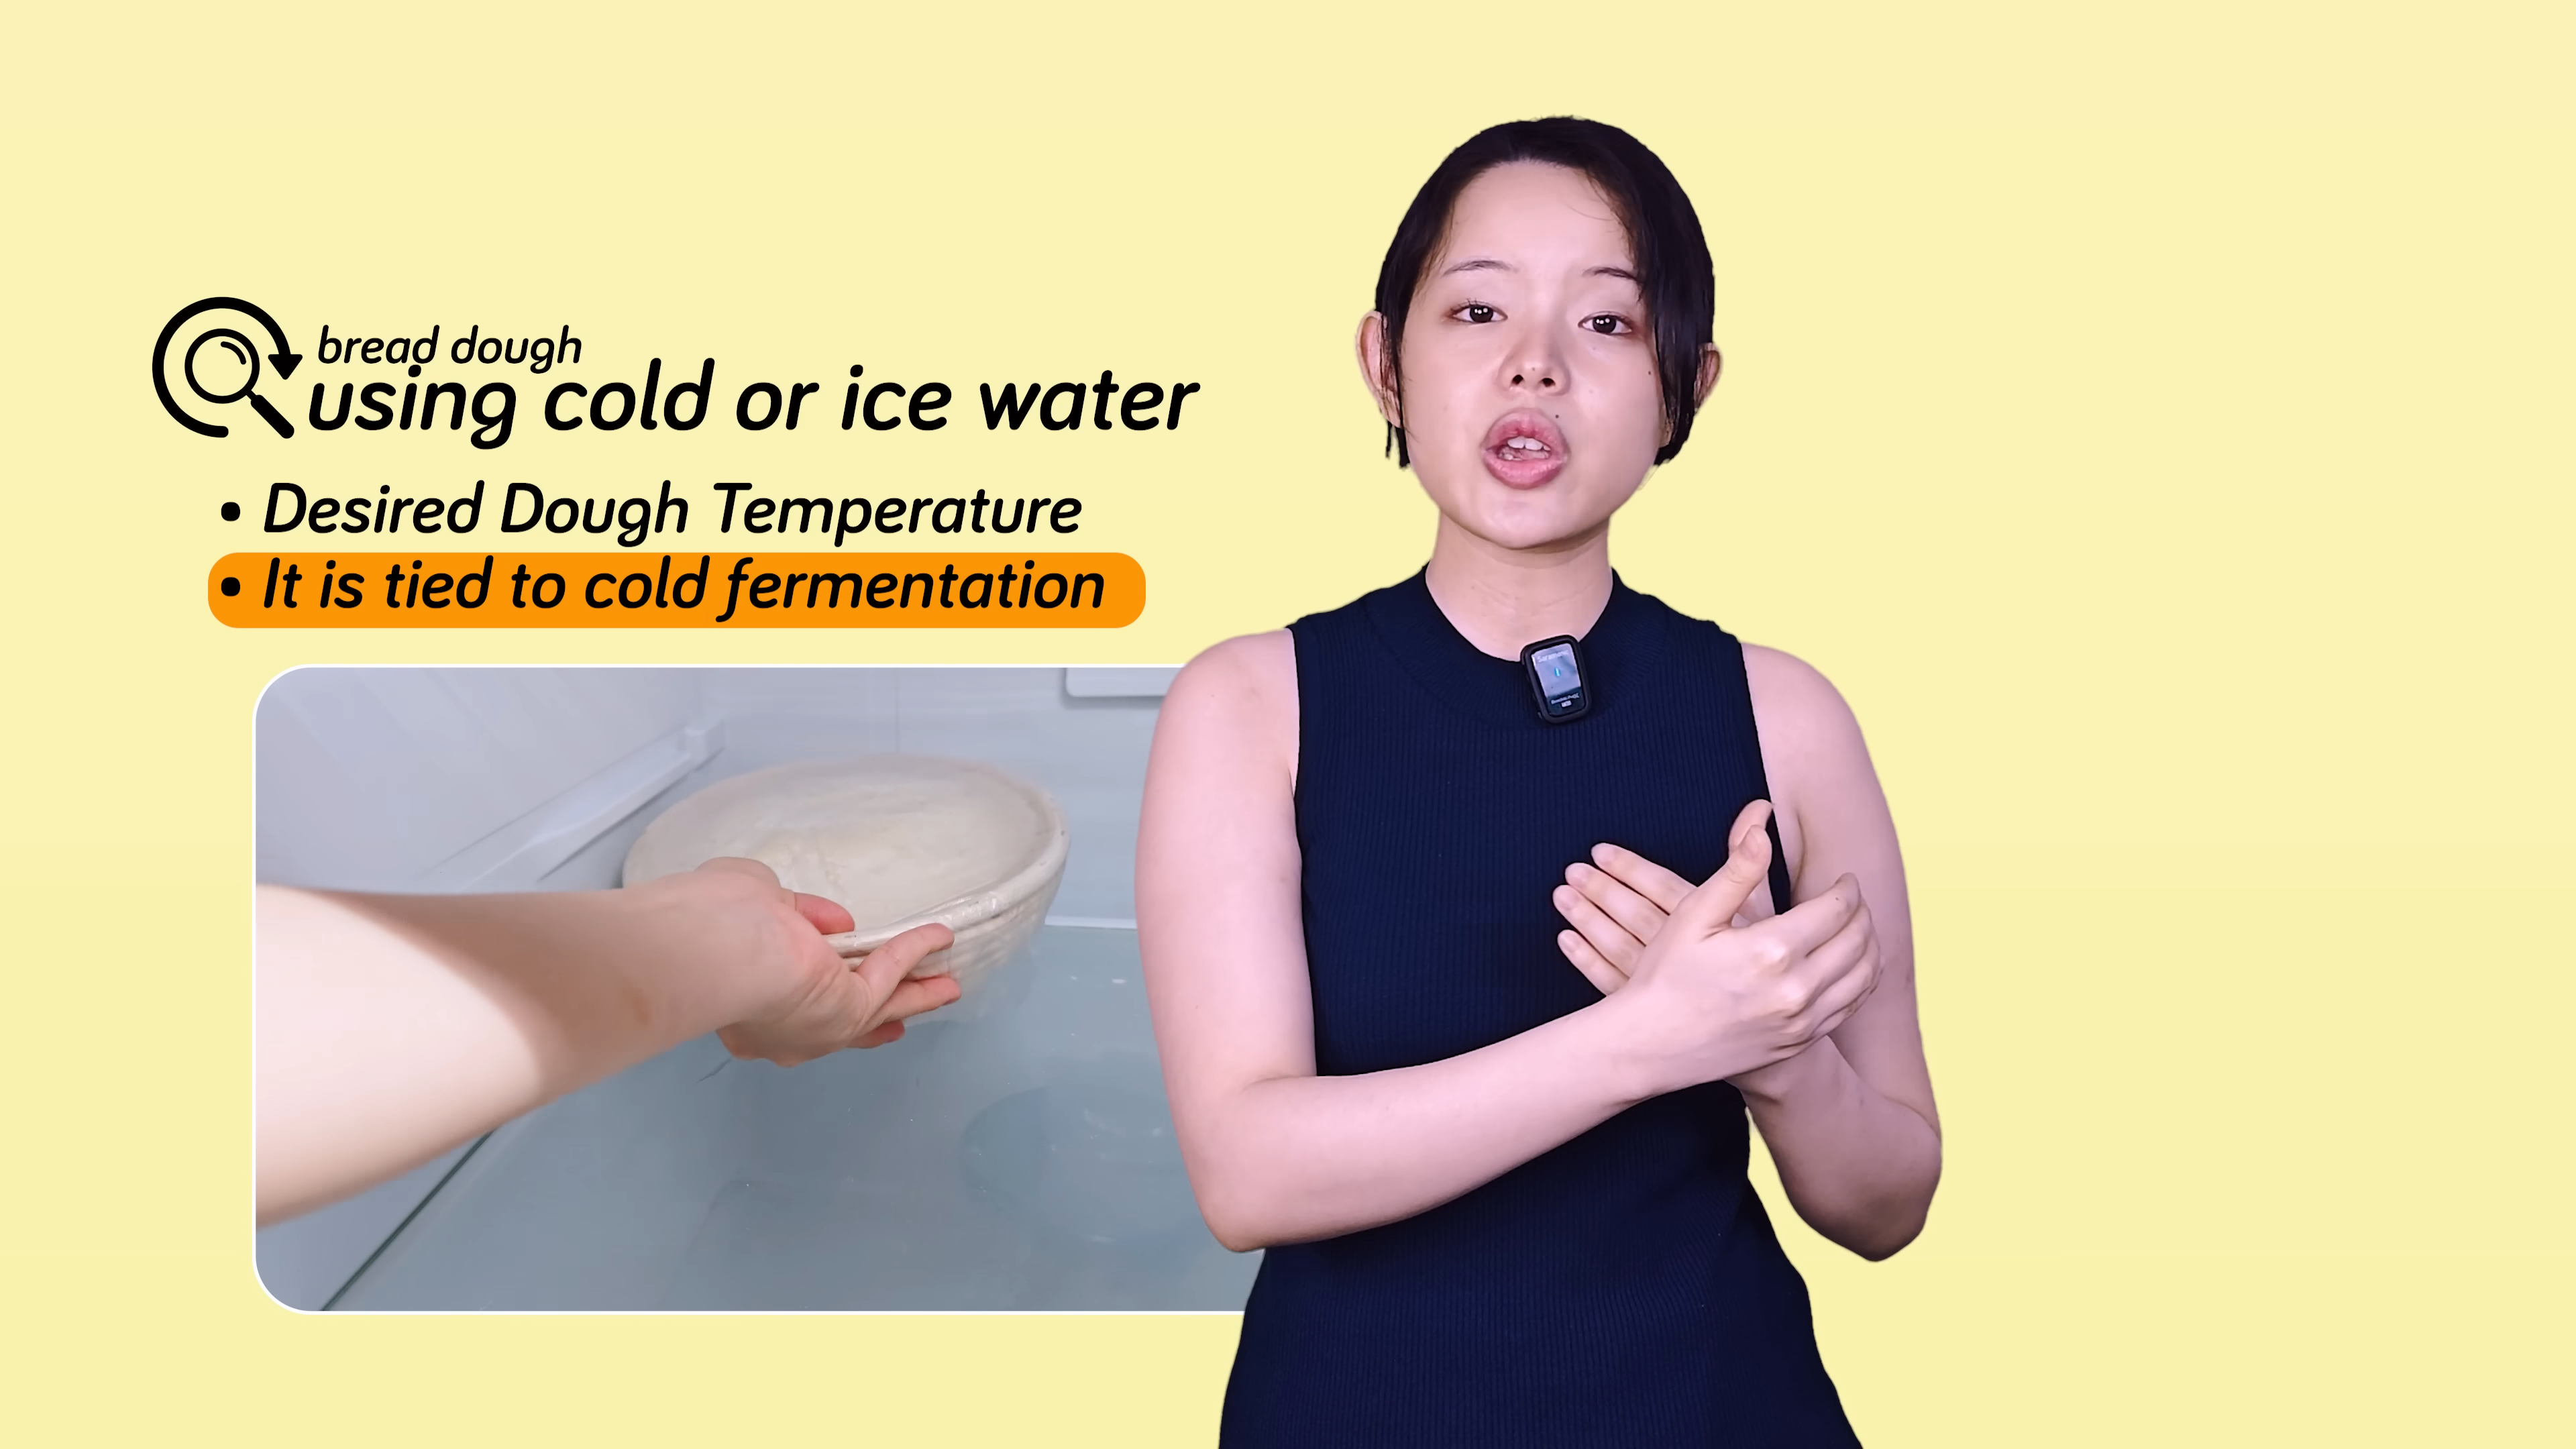 bread dough
using cold or ice water
• Desired Dough Temperature
• It is tied to cold fermentation